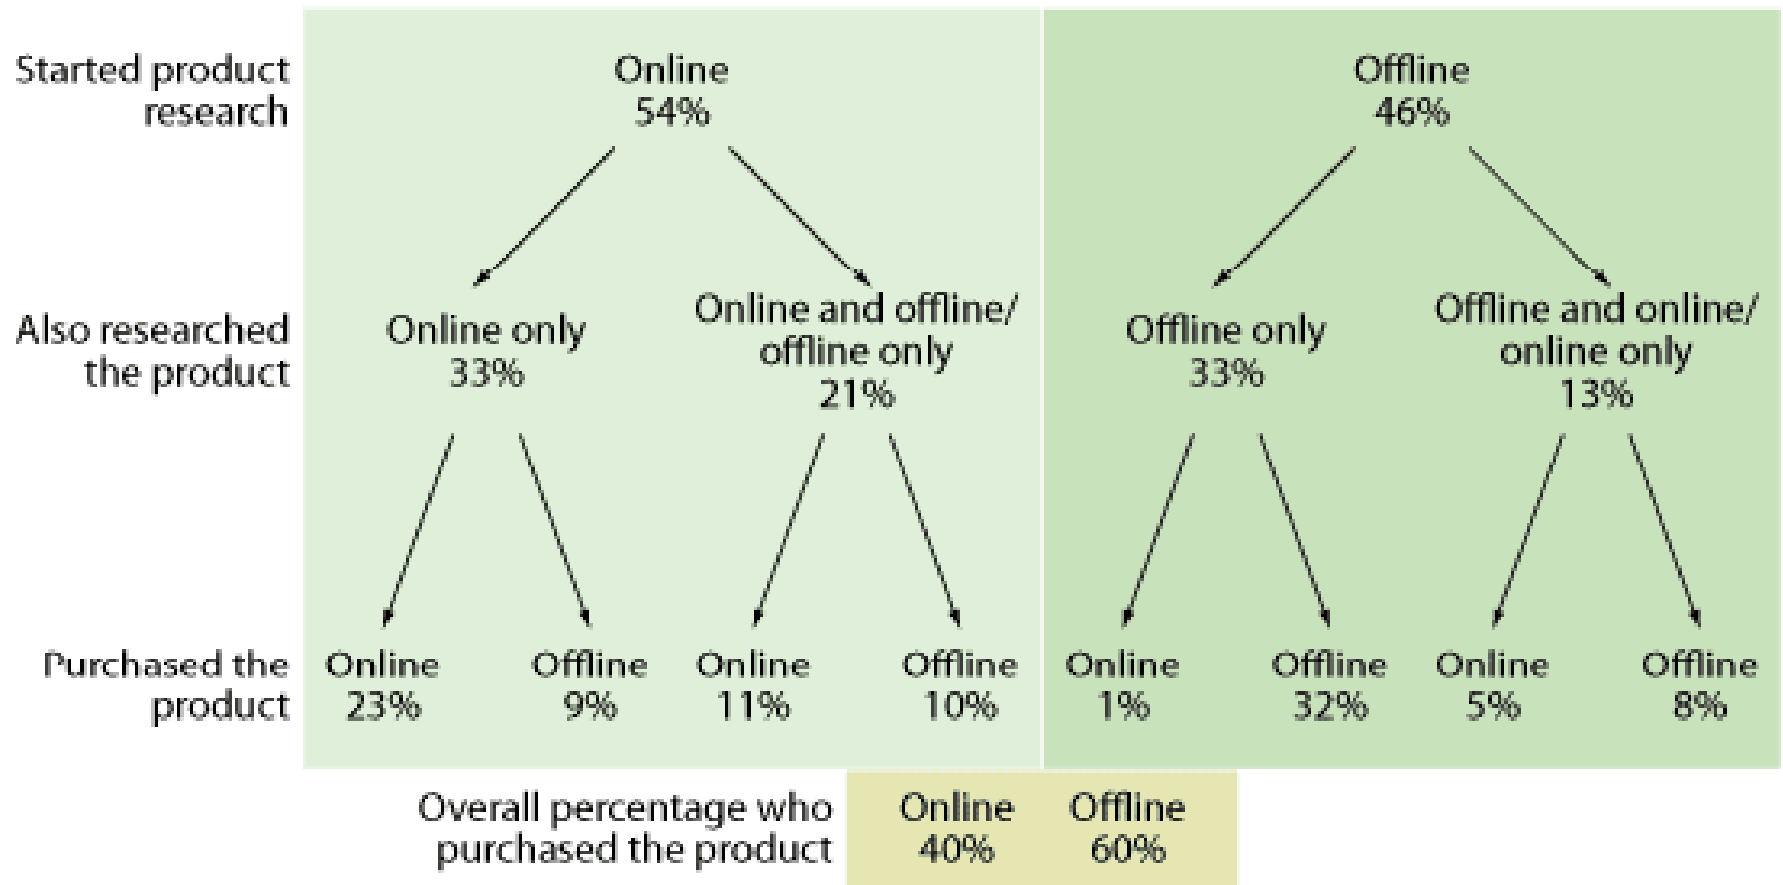 Started product
research
Online
54%
Offline
46%
Also researched
the product
Online only
33%
Online and offline/
offline only
21%
Offline only
33%
Offline and online/
online only
13%
Purchased the
product
Online
23%
Offline
9%
Online
11%
Offline
10%
Online
1%
Offline
32%
Online
5%
Offline
8%
Overall percentage who
purchased the product
Online
40%
Offline
60%